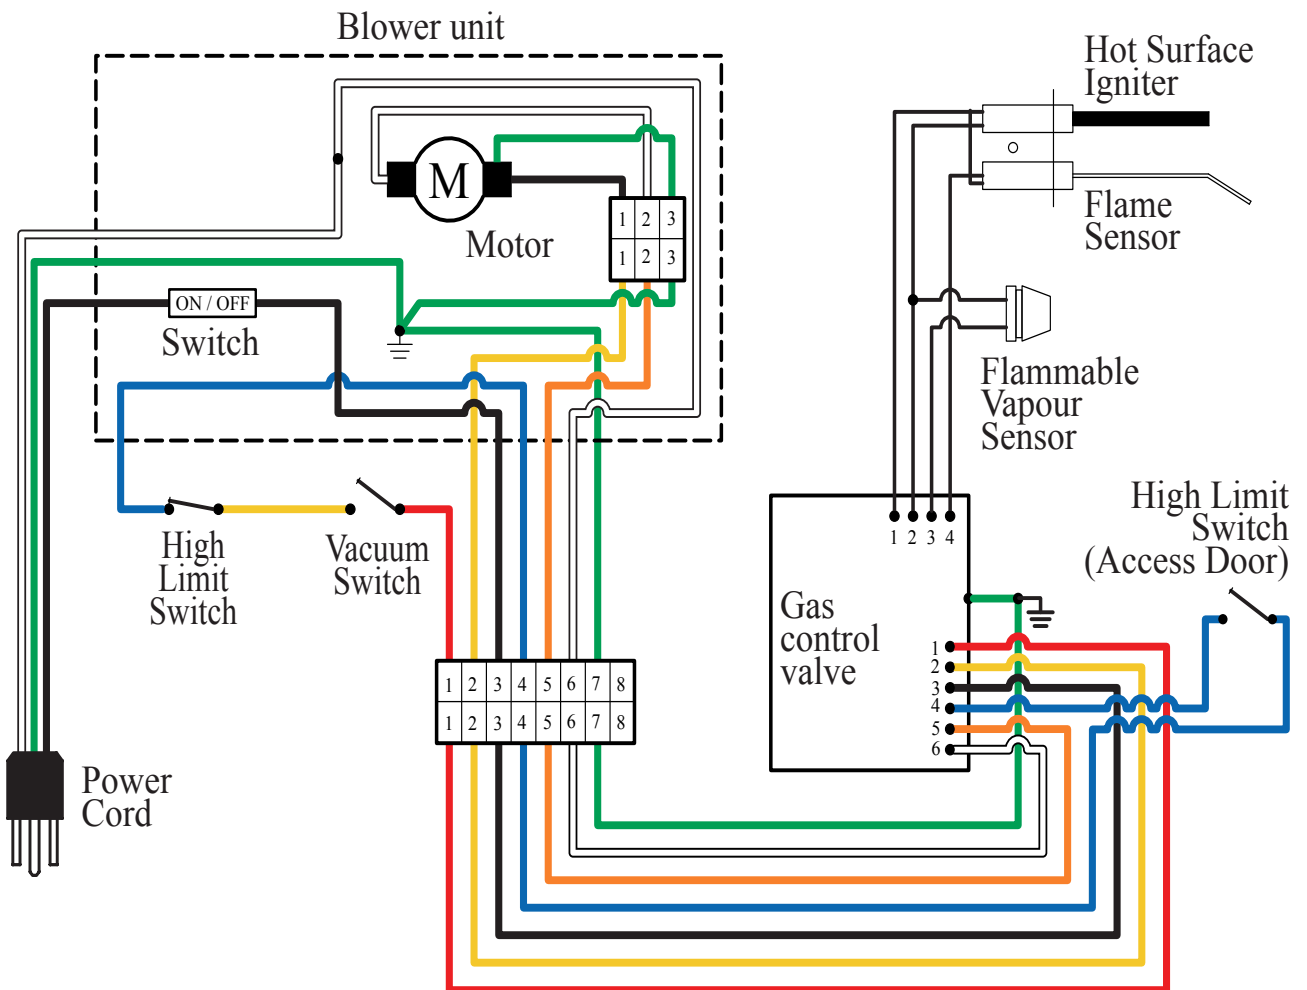 Blower unit
Hot Surface
Igniter
M
Motor
1 2 3
1 2 3
Flame
Sensor
ON / OFF
Switch
Flammable
Vapour
Sensor
High
Limit
Switch
Vacuum
Switch
1 2 3 4
High Limit
Switch
(Access Door)
Gas
control
valve
1
2
3
4
5
6
1 2 3 4 5 6 7 8
1 2 3 4 5 6 7 8
Power
Cord